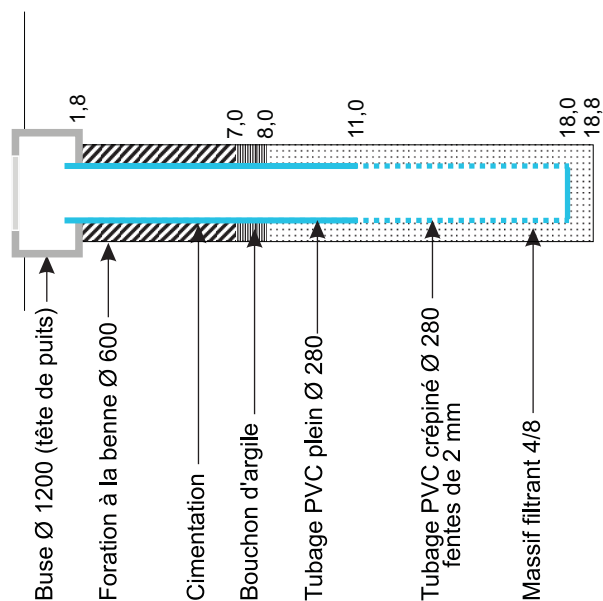 1,8
7,0
8,0
11,0
18,0
18,8
Buse Ø 1200 (tête de puits)
Foration à la benne Ø 600
Cimentation
Bouchon d'argile
Tubage PVC plein Ø 280
Tubage PVC crépiné Ø 280
fentes de 2 mm
Massif filtrant 4/8